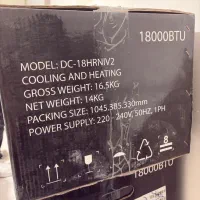 18000BTU
MODEL: DC-18HRNIV2
COOLING AND HEATING
GROSS WEIGHT: 16.5KG
NET WEIGHT: 14KG
PACKING SIZE: 1045.385.330mm
POWER SUPPLY: 220 - 240V, 50HZ, 1PH
8
18000BTU